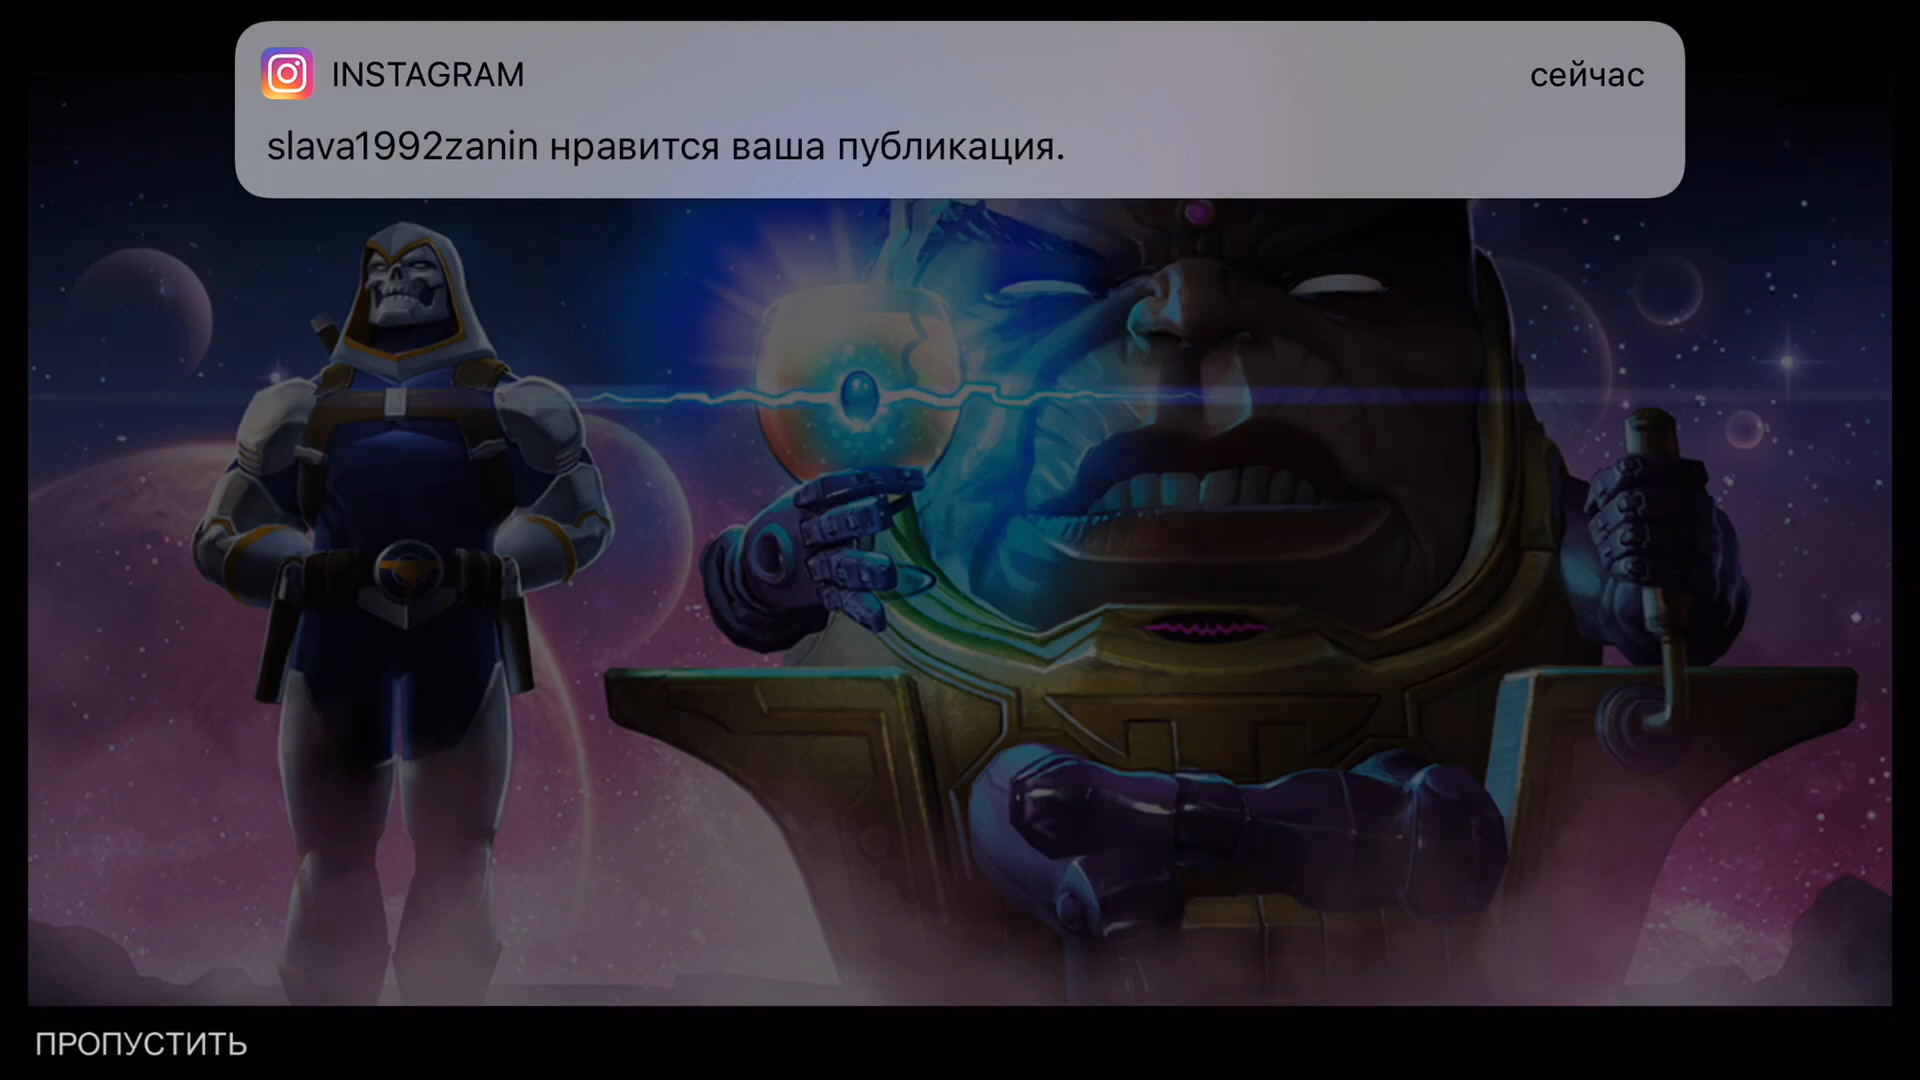 INSTAGRAM
сейчас
slava1992zanin нравится ваша публикация.
ПРОПУСТИТЬ